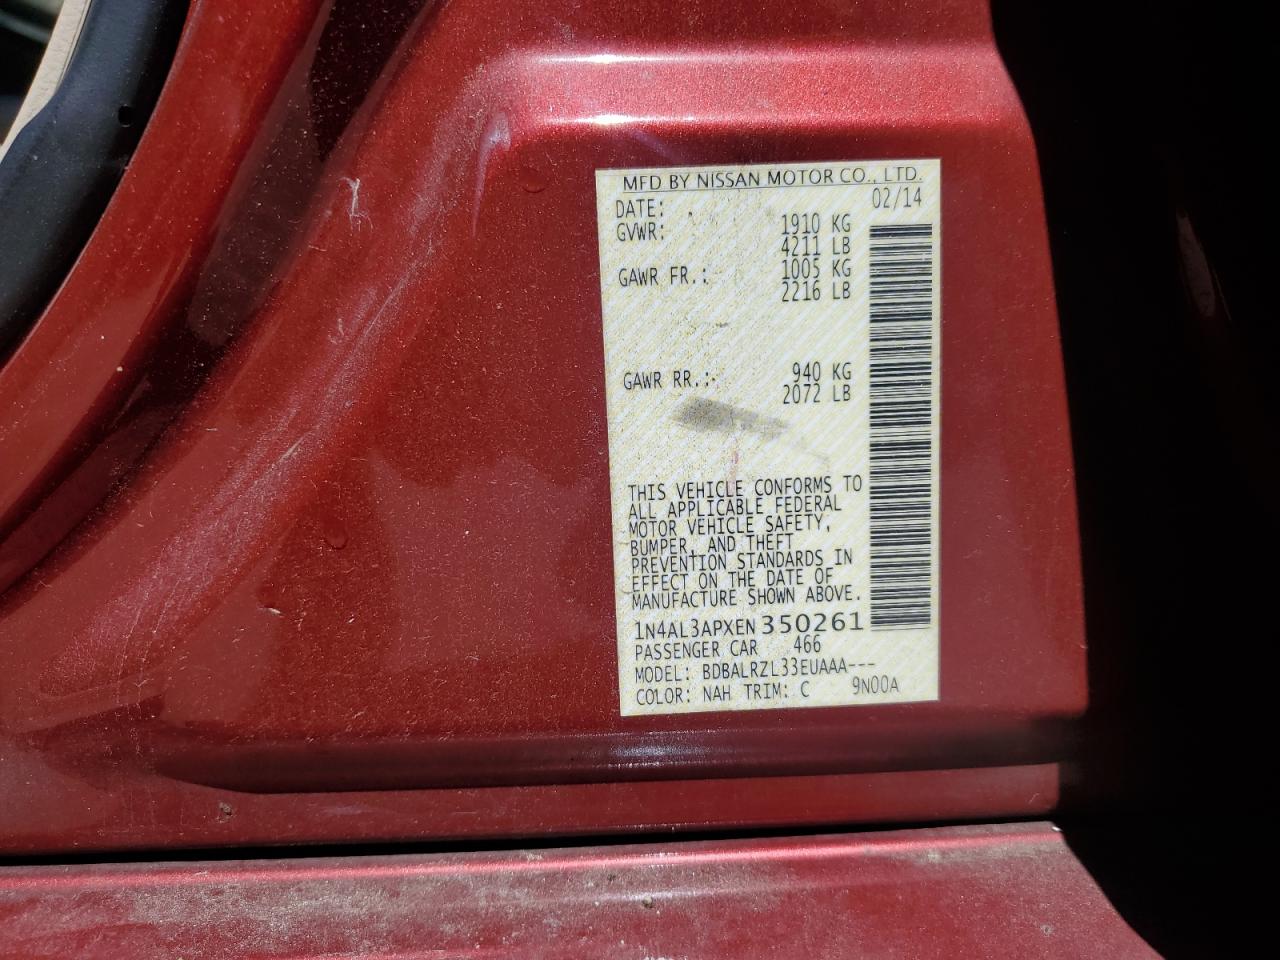 MFD BY NISSAN MOTOR CO., LTD.
DATE: 02/14
GVWR: 1910 KG
4211 LB
GAWR FR.: 1005 KG
2216 LB
GAWR RR.: 940 KG
2072 LB
THIS VEHICLE CONFORMS TO
ALL APPLICABLE FEDERAL
MOTOR VEHICLE SAFETY,
BUMPER, AND THEFT
PREVENTION STANDARDS IN
EFFECT ON THE DATE OF
MANUFACTURE SHOWN ABOVE.
1N4AL3APXEN350261
PASSENGER CAR 466
MODEL: BDBALRZL33EUAAA---
COLOR: NAH TRIM: C 9N00A